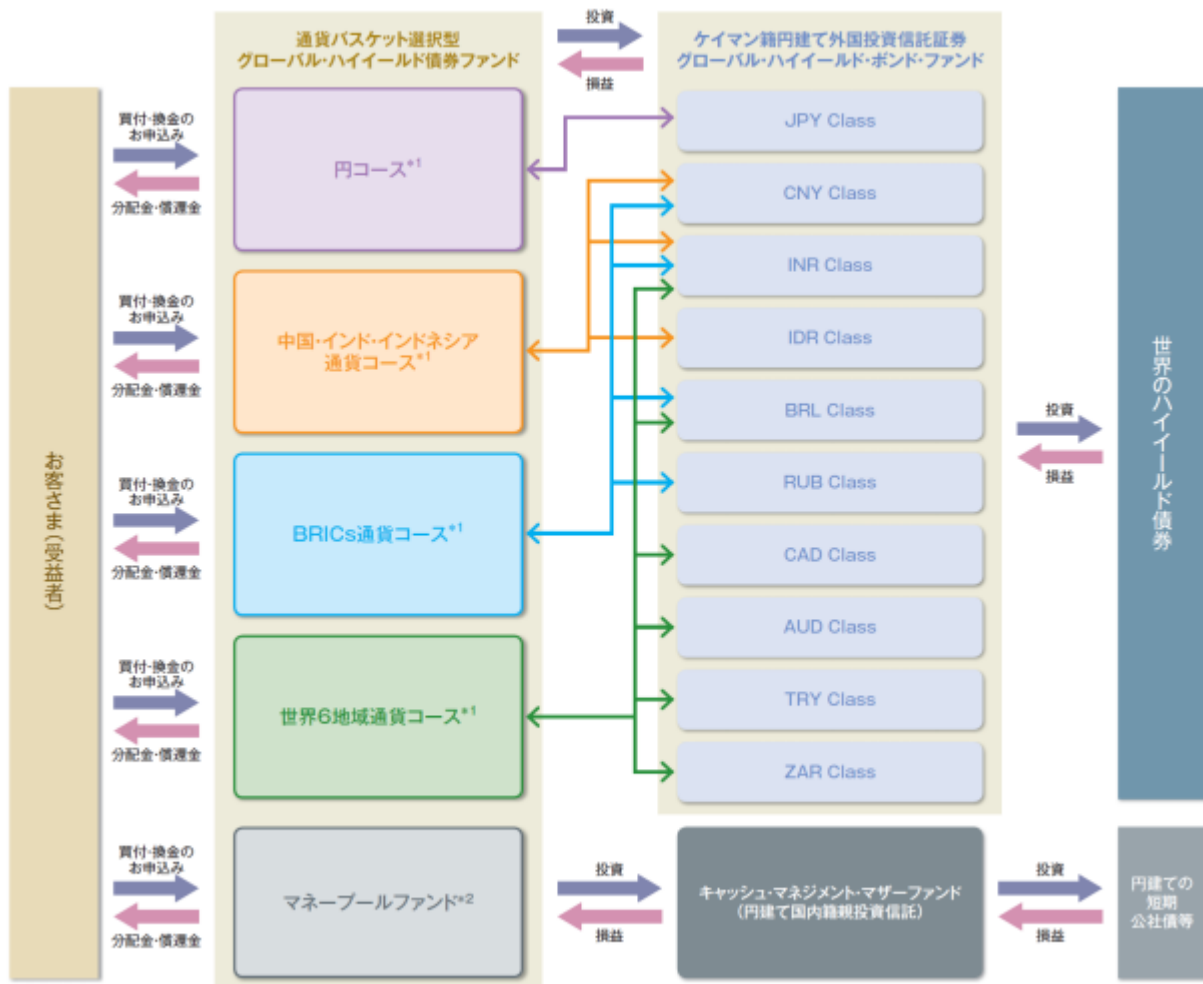 通貨バスケット選択型
グローバル・ハイイールド債券ファンド
投資
損益
ケイマン籍円建て外国投資信託証券
グローバル・ハイイールド・ボンド・ファンド
お客さま(受益者)
買付・換金の
お申込み
分配金・償還金
円コース*1
JPY Class
CNY Class
INR Class
買付・換金の
お申込み
分配金・償還金
中国・インド・インドネシア
通貨コース*1
IDR Class
BRL Class
投資
損益
世界のハイイールド債券
買付・換金の
お申込み
分配金・償還金
BRICs通貨コース*1
RUB Class
CAD Class
AUD Class
買付・換金の
お申込み
分配金・償還金
世界6地域通貨コース*1
TRY Class
ZAR Class
買付・換金の
お申込み
分配金・償還金
マネープールファンド*2
投資
損益
キャッシュ・マネジメント・マザーファンド
(円建て国内籍親投資信託)
投資
損益
円建ての
短期
公社債等